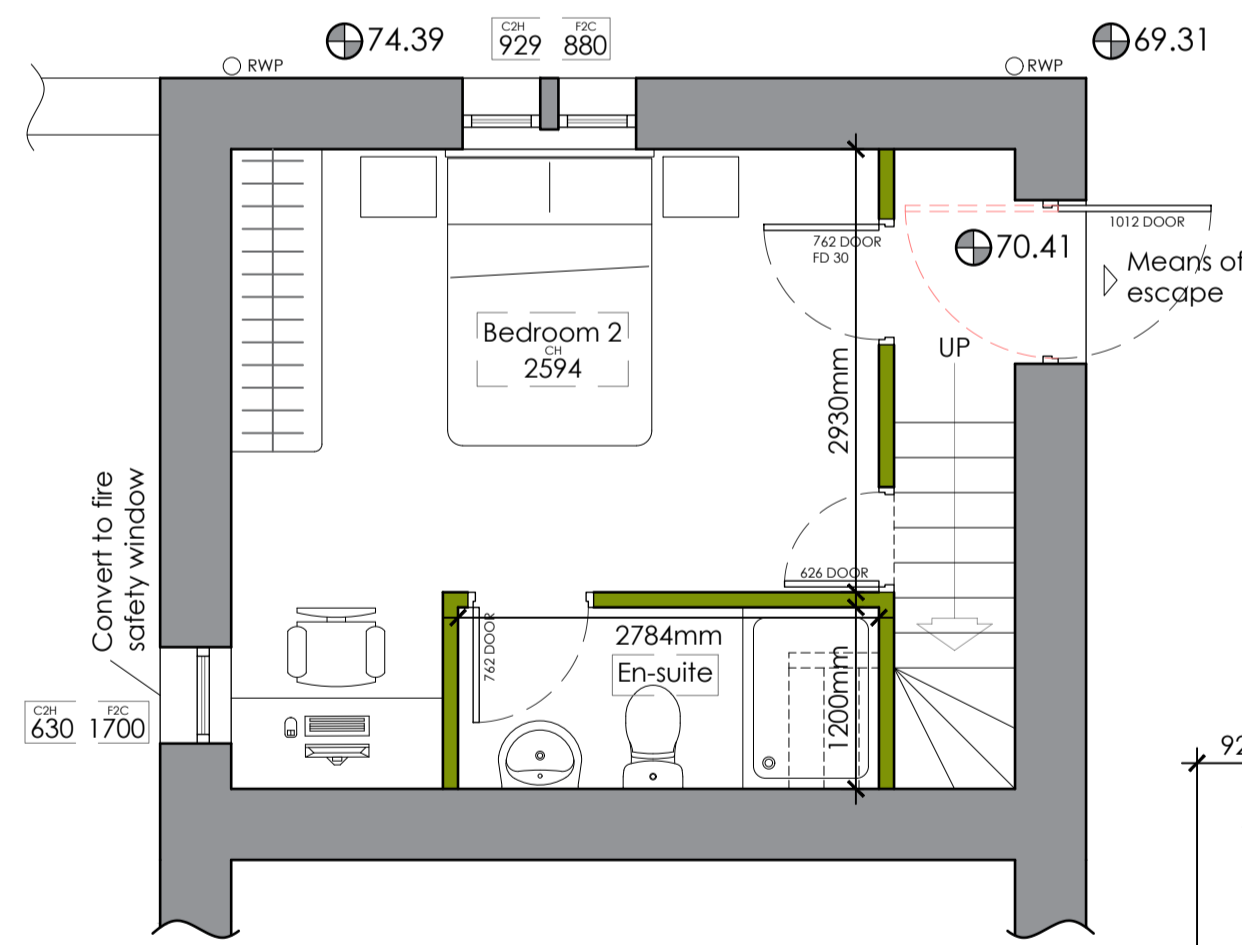 74.39
C2H
929
F2C
880
69.31
RWP
RWP
1012 DOOR
762 DOOR
FD 30
70.41
Means of
escape
Bedroom 2
CH
2594
UP
2930mm
Convert to fire
safety window
626 DOOR
762 DOOR
2784mm
En-suite
1200mm
C2H
630
F2C
1700
92